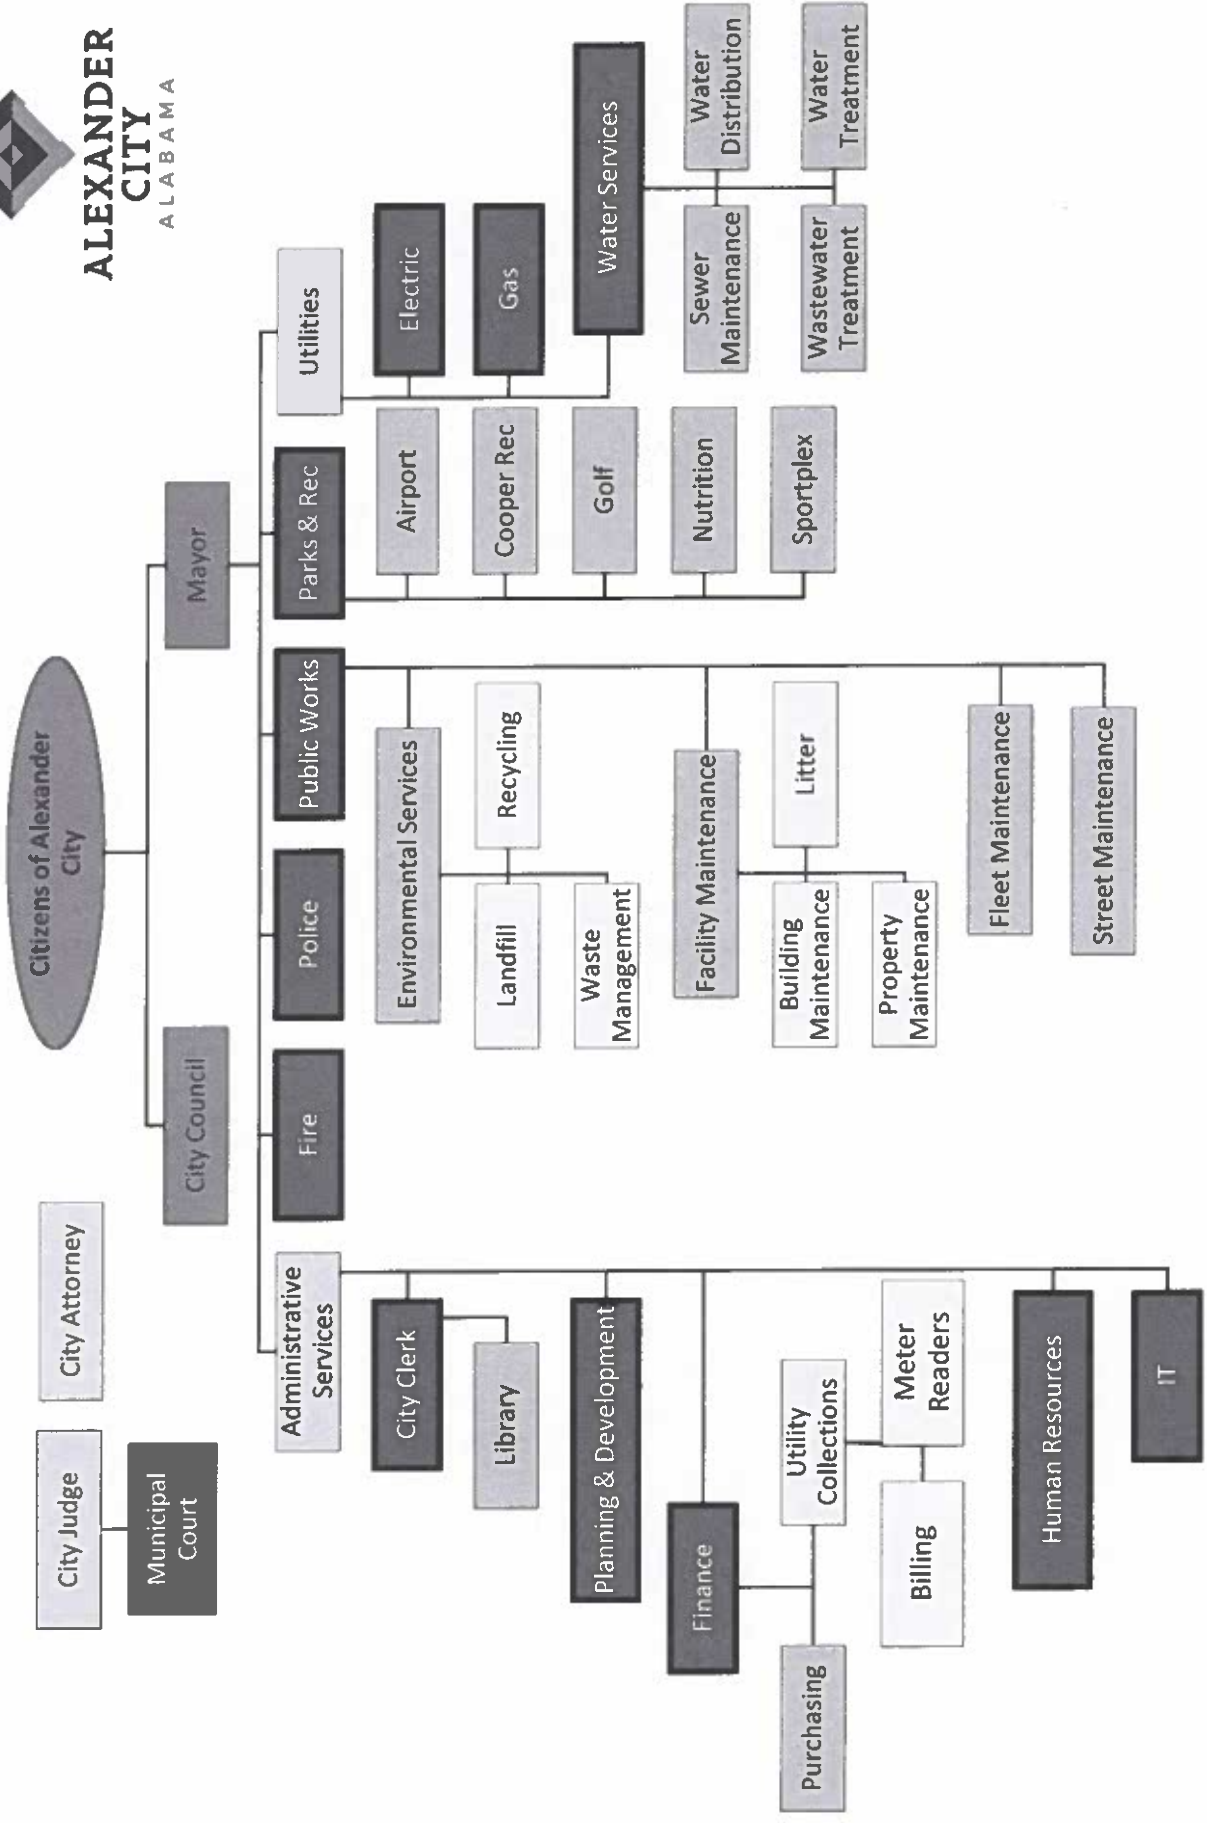 ALEXANDER
CITY
ALABAMA
Citizens of Alexander
City
City Judge
City Attorney
Municipal
Court
City Council
Mayor
Administrative
Services
Fire
Police
Public Works
Parks & Rec
Utilities
City Clerk
Library
Planning & Development
Finance
Purchasing
Utility
Collections
Billing
Meter
Readers
Human Resources
IT
Environmental Services
Landfill
Recycling
Waste
Management
Facility Maintenance
Building
Maintenance
Litter
Property
Maintenance
Fleet Maintenance
Street Maintenance
Airport
Cooper Rec
Golf
Nutrition
Sportplex
Electric
Gas
Water Services
Sewer
Maintenance
Water
Distribution
Wastewater
Treatment
Water
Treatment